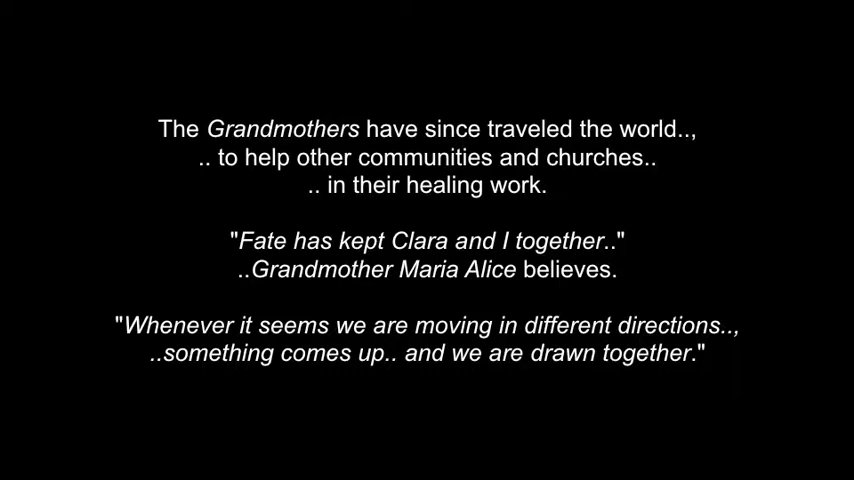 The Grandmothers have since traveled the world..,
.. to help other communities and churches..
.. in their healing work.
"Fate has kept Clara and I together.."
..Grandmother Maria Alice believes.
"Whenever it seems we are moving in different directions..,
..something comes up.. and we are drawn together."